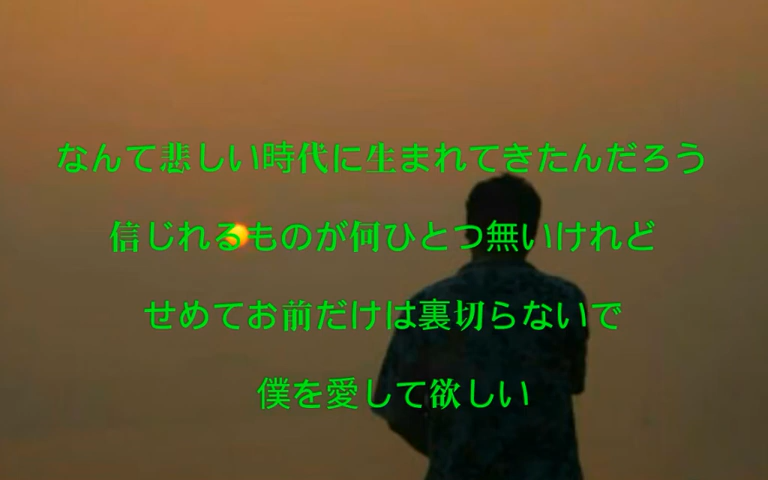 なんて悲しい時代に生まれてきたんだろう
信じれるものが何ひとつ無いけれど
せめてお前だけは裏切らないで
僕を愛して欲しい